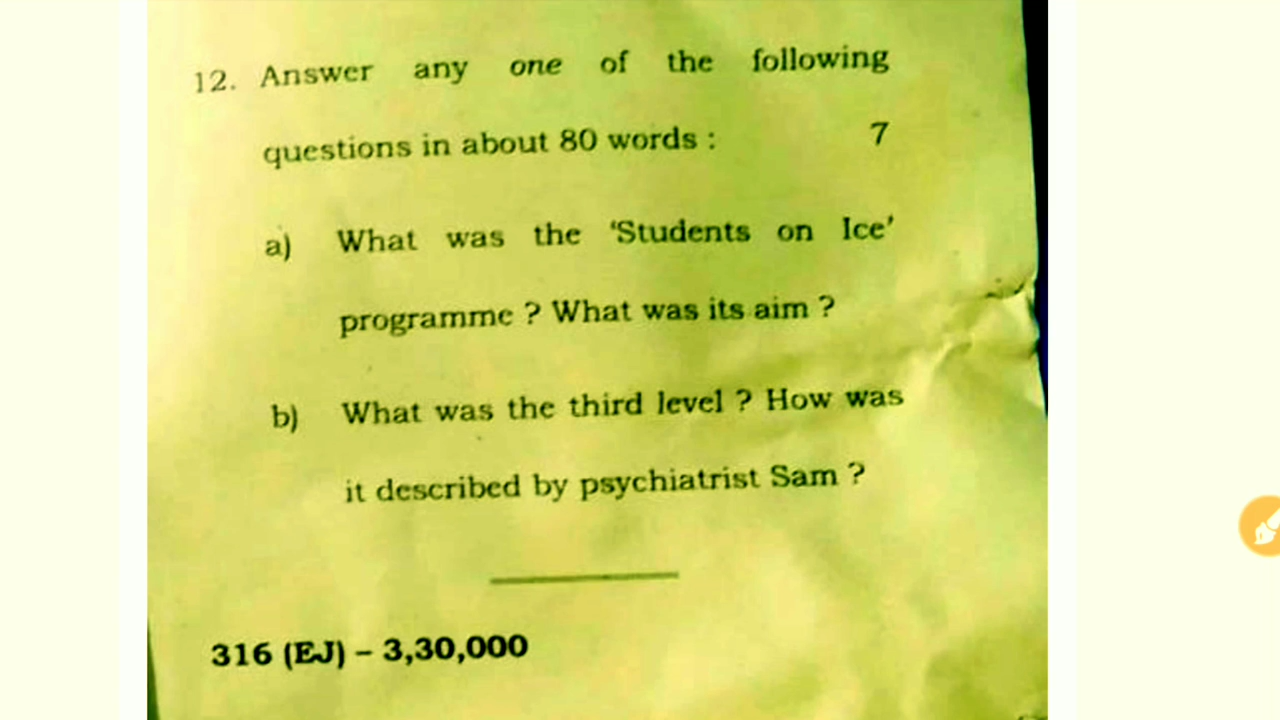 12. Answer any one of the following
questions in about 80 words : 7
a) What was the 'Students on Ice'
programme ? What was its aim ?
b) What was the third level ? How was
it described by psychiatrist Sam ?
316 (EJ) – 3,30,000